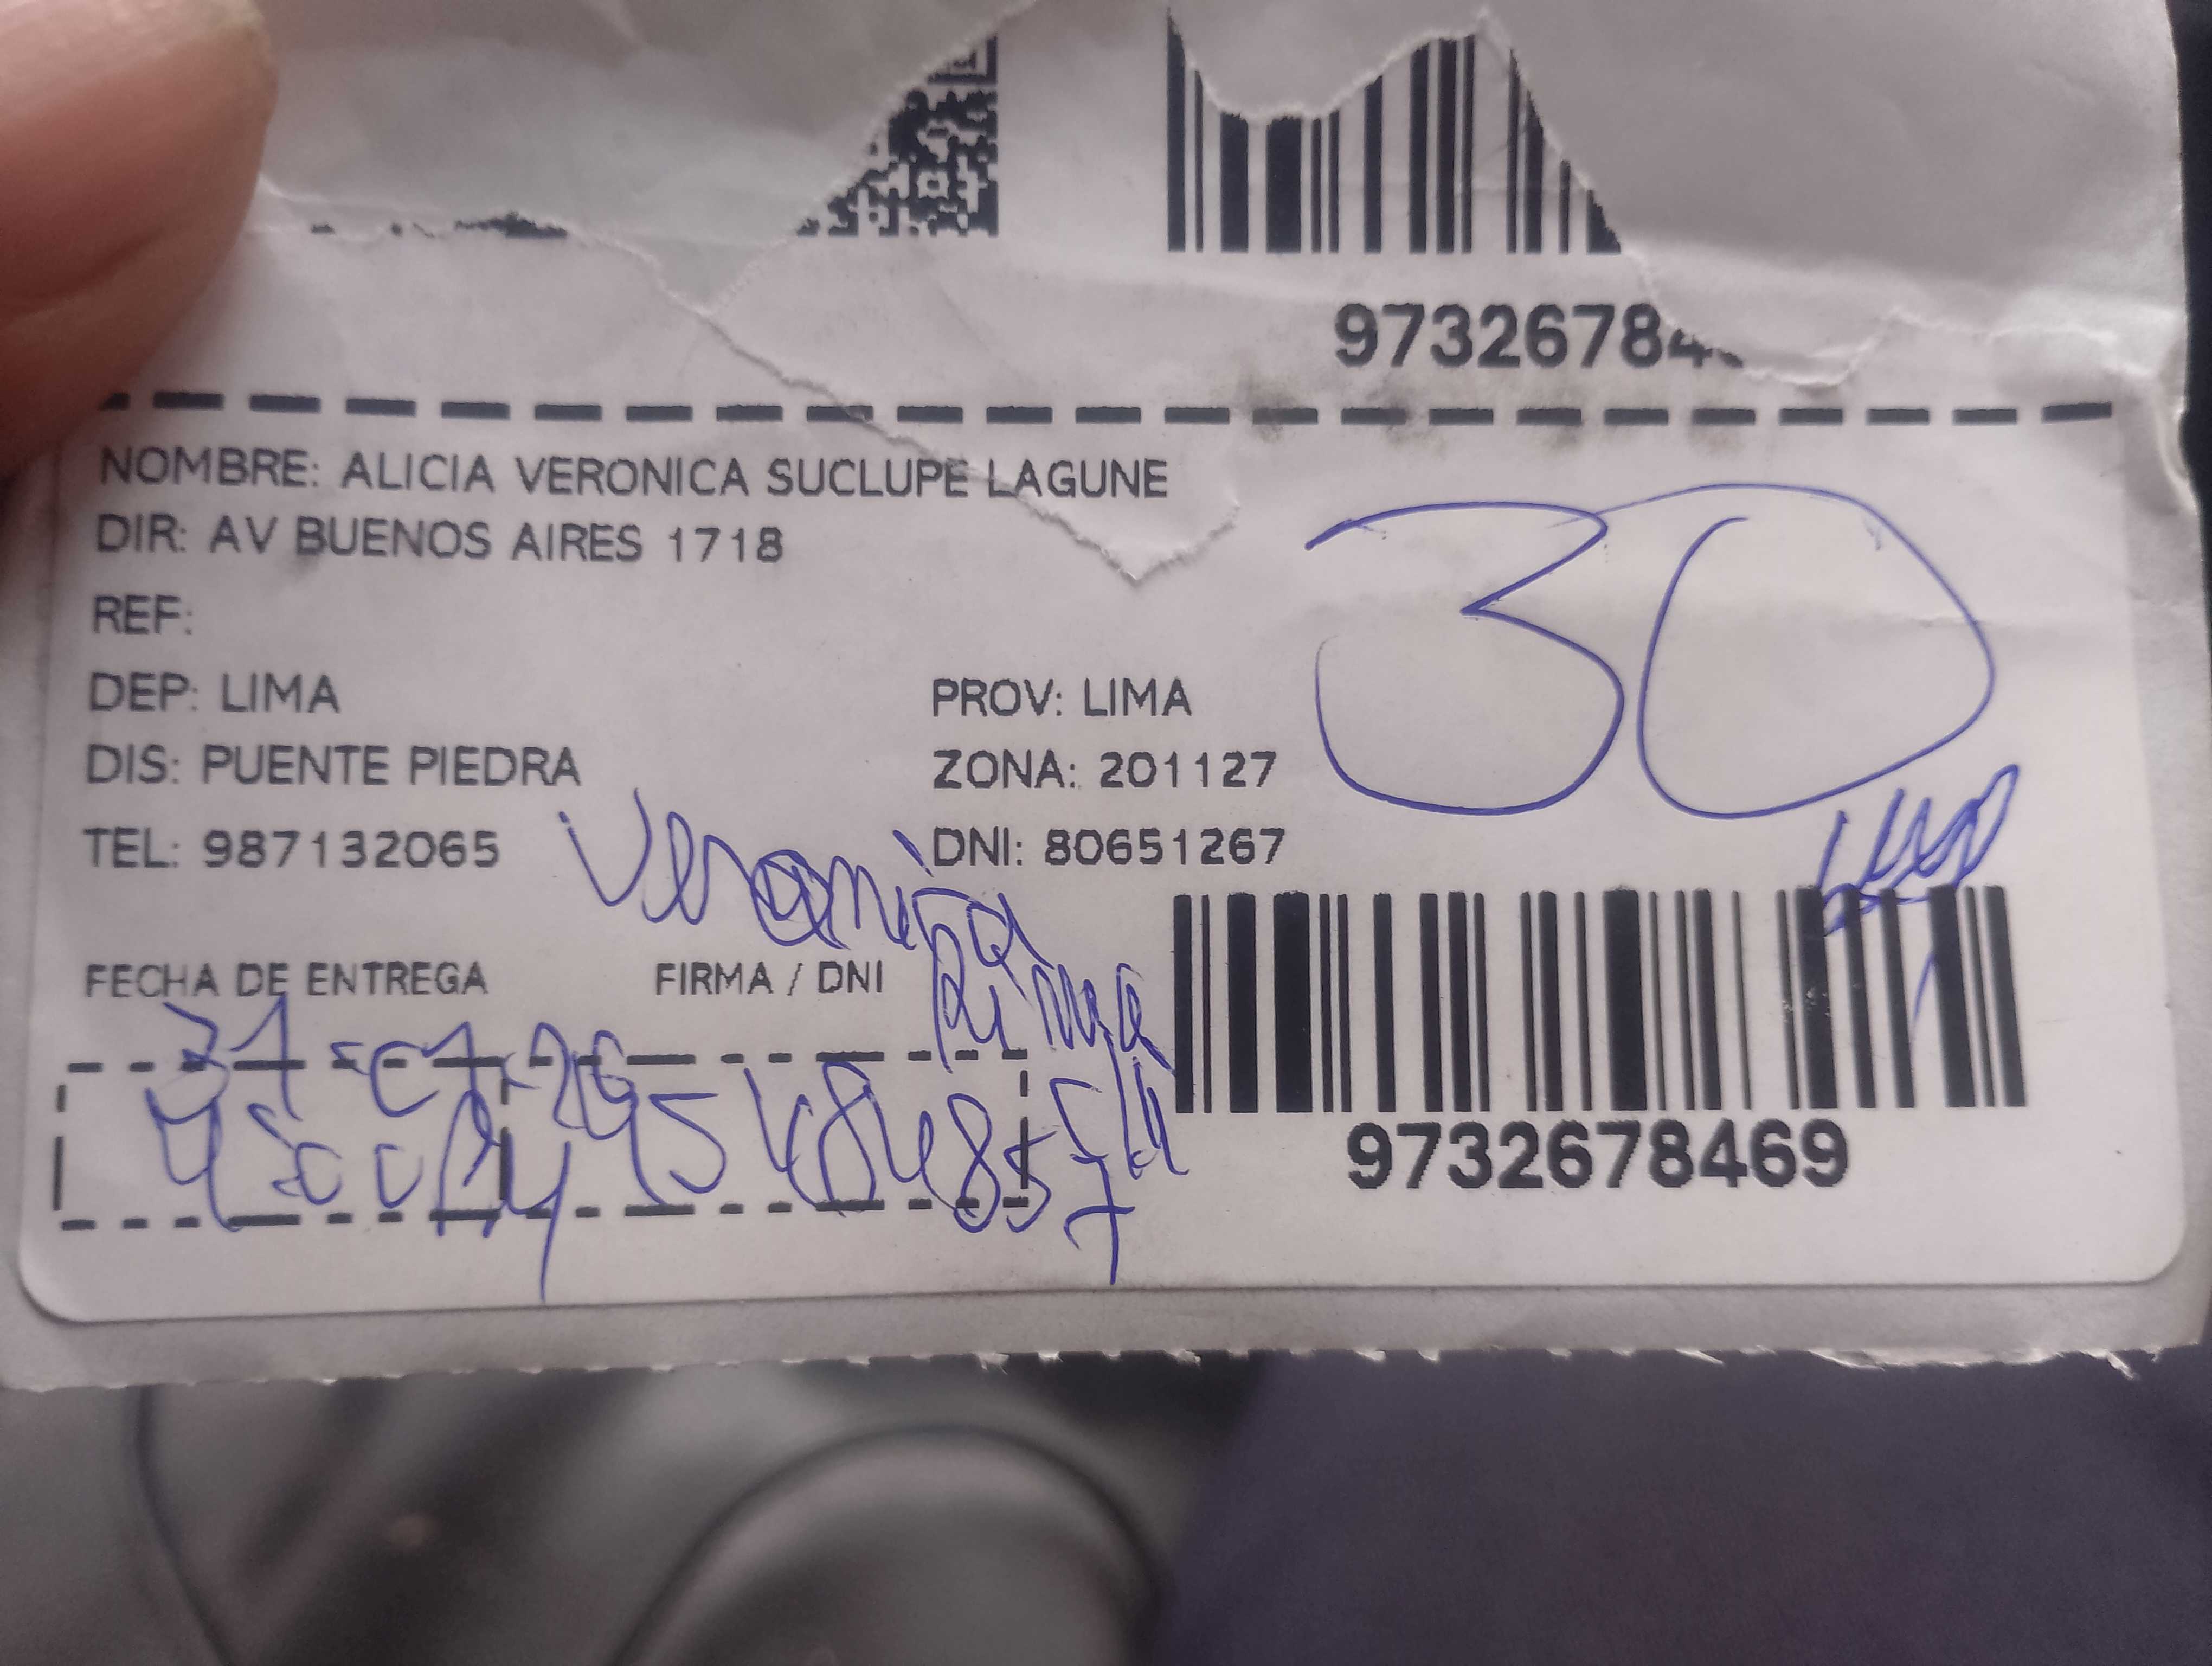 97326784
NOMBRE: ALICIA VERONICA SUCLUPE LAGUNE
DIR: AV BUENOS AIRES 1718
REF:
DEP: LIMA PROV: LIMA
DIS: PUENTE PIEDRA ZONA: 201127
TEL: 987132065 DNI: 80651267
30
Veronica
FECHA DE ENTREGA FIRMA / DNI
9732678469